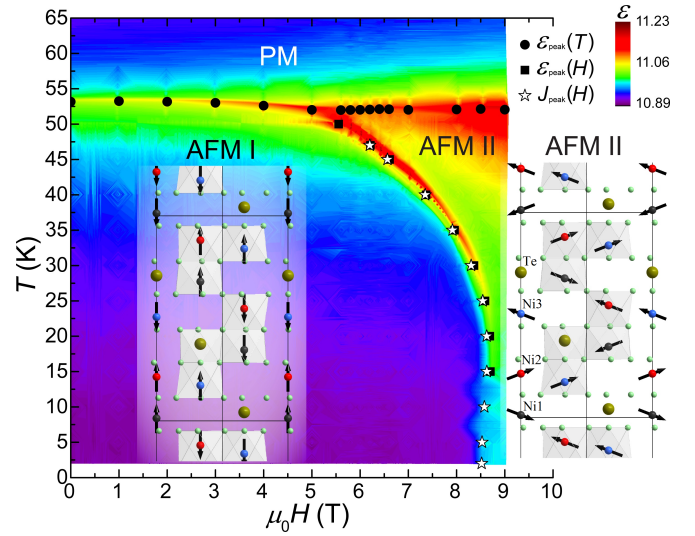 65
60
55
50
45
40
35
30
25
20
15
10
5
T (K)
0
1
2
3
4
5
6
7
8
9
10
μ₀H (T)
PM
AFM I
AFM II
AFM II
ε_peak(T)
ε_peak(H)
J_peak(H)
ε
11.23
11.06
10.89
Te
Ni3
Ni2
Ni1